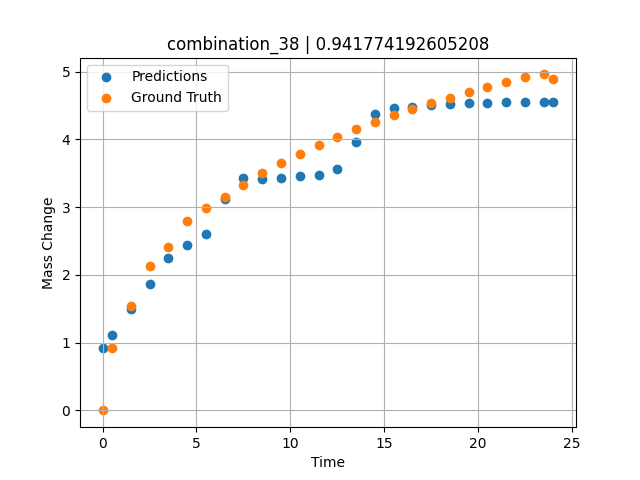 combination_38 | 0.941774192605208
Predictions
Ground Truth
Mass Change
5
4
3
2
1
0
0 5 10 15 20 25
Time